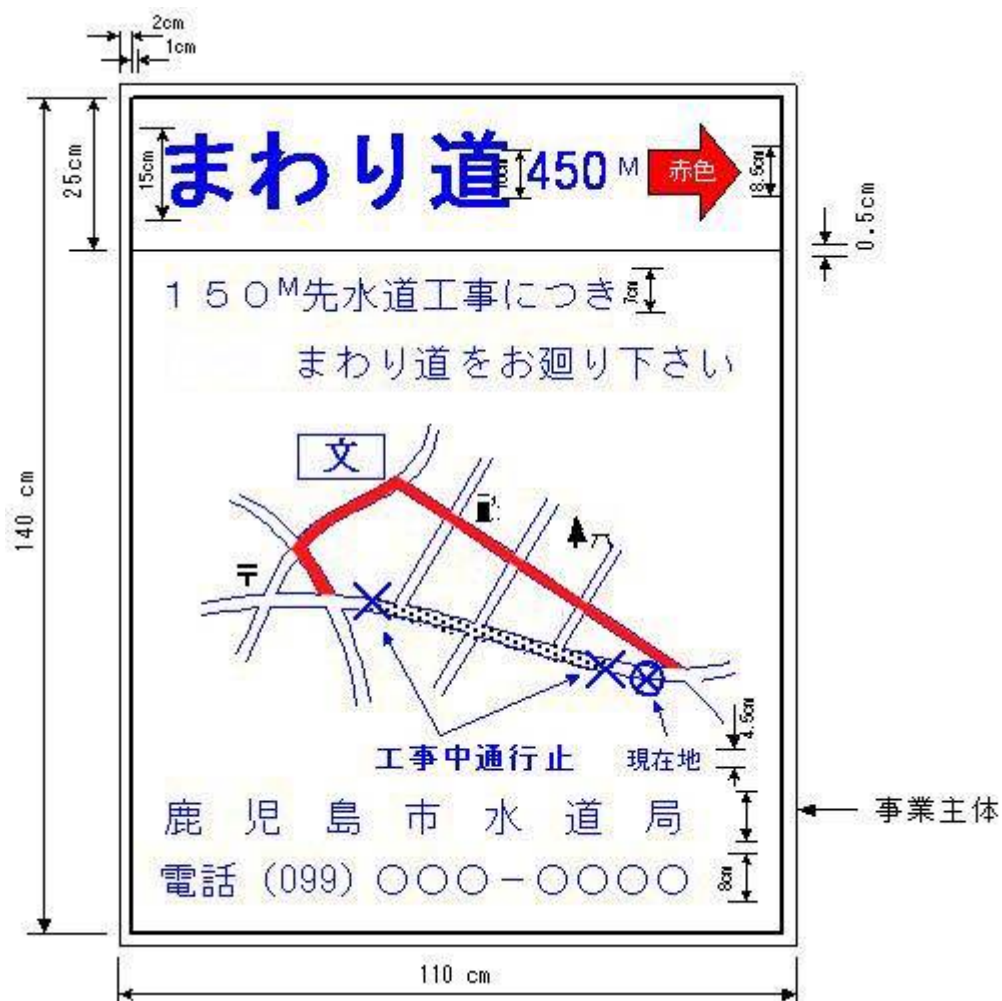 2cm
1cm
140 cm
25cm
15cm
まわり道 450 M 赤色
8.5cm
0.5cm
150M先水道工事につき
7cm
まわり道をお廻り下さい
文
〒
工事中通行止
現在地
4.5cm
鹿児島市水道局
事業主体
電話 (099) ○○○-○○○○
8cm
110 cm